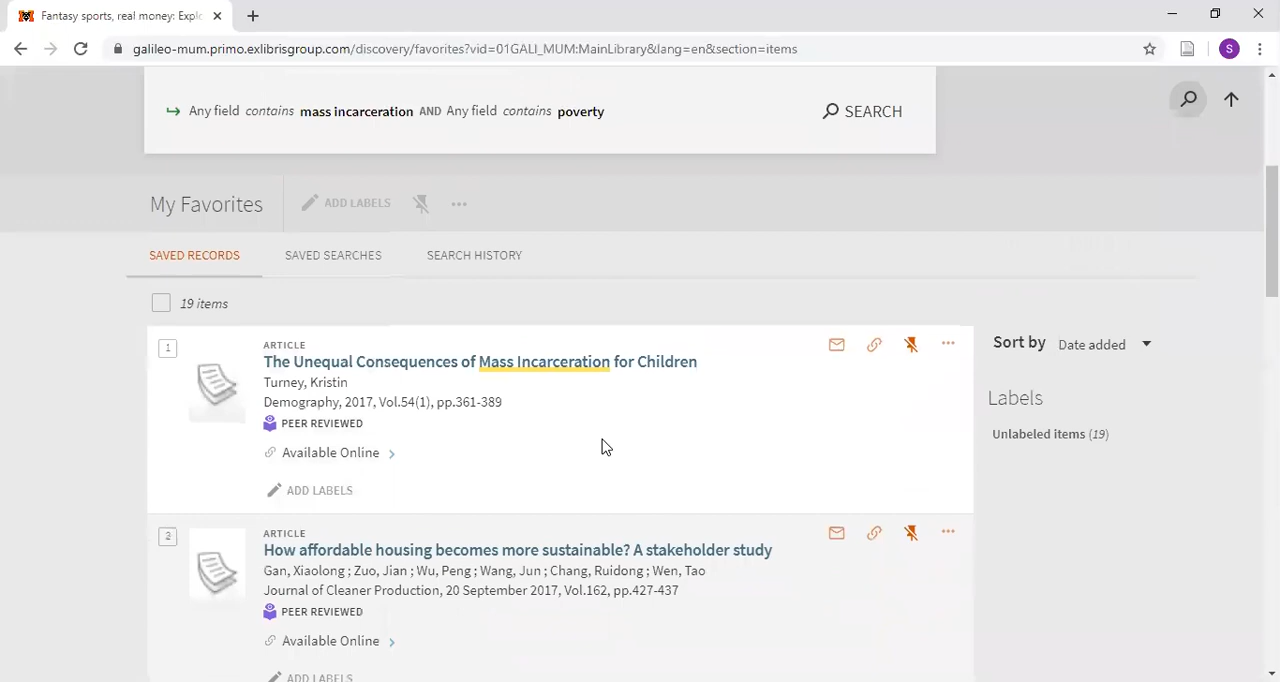 Fantasy sports, real money: Explo
galileo-mum.primo.exlibrisgroup.com/discovery/favorites?vid=01GALI_MUM:MainLibrary&lang=en&section=items
S
Any field contains mass incarceration AND Any field contains poverty
SEARCH
My Favorites
ADD LABELS
SAVED RECORDS
SAVED SEARCHES
SEARCH HISTORY
19 items
1
ARTICLE
The Unequal Consequences of Mass Incarceration for Children
Turney, Kristin
Demography, 2017, Vol.54(1), pp.361-389
PEER REVIEWED
Available Online
ADD LABELS
Sort by Date added
Labels
Unlabeled items (19)
2
ARTICLE
How affordable housing becomes more sustainable? A stakeholder study
Gan, Xiaolong ; Zuo, Jian ; Wu, Peng ; Wang, Jun ; Chang, Ruidong ; Wen, Tao
Journal of Cleaner Production, 20 September 2017, Vol.162, pp.427-437
PEER REVIEWED
Available Online
ADD LABELS